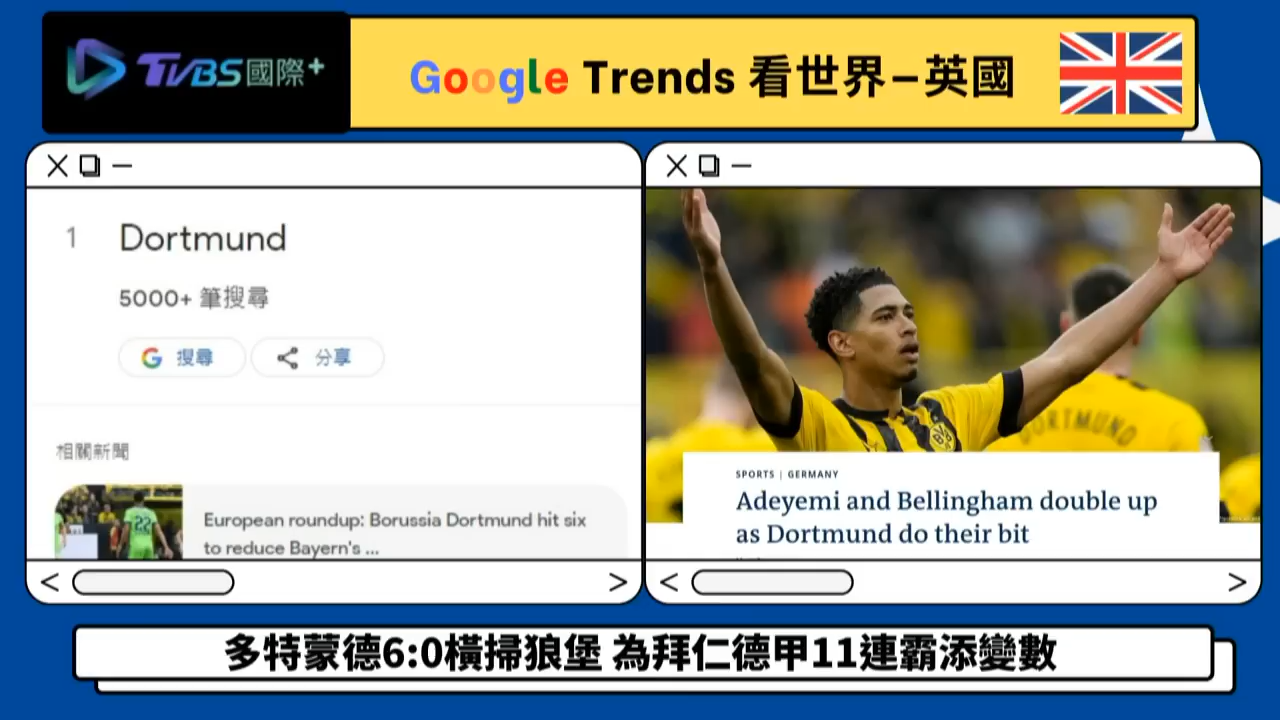 TVBS國際+
Google Trends 看世界–英國
1
Dortmund
5000+ 筆搜尋
搜尋
分享
相關新聞
22
European roundup: Borussia Dortmund hit six
to reduce Bayern's ...
DORTMUND
BVB
SPORTS | GERMANY
Adeyemi and Bellingham double up
as Dortmund do their bit
多特蒙德6:0橫掃狼堡 為拜仁德甲11連霸添變數